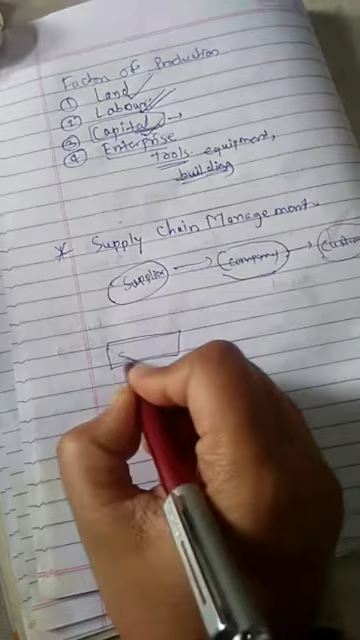 Factors of Production
① Land
② Labour
③ Capital →
④ Enterprise
Tools, equipment,
building
* Supply Chain Management
Supplier → Company →